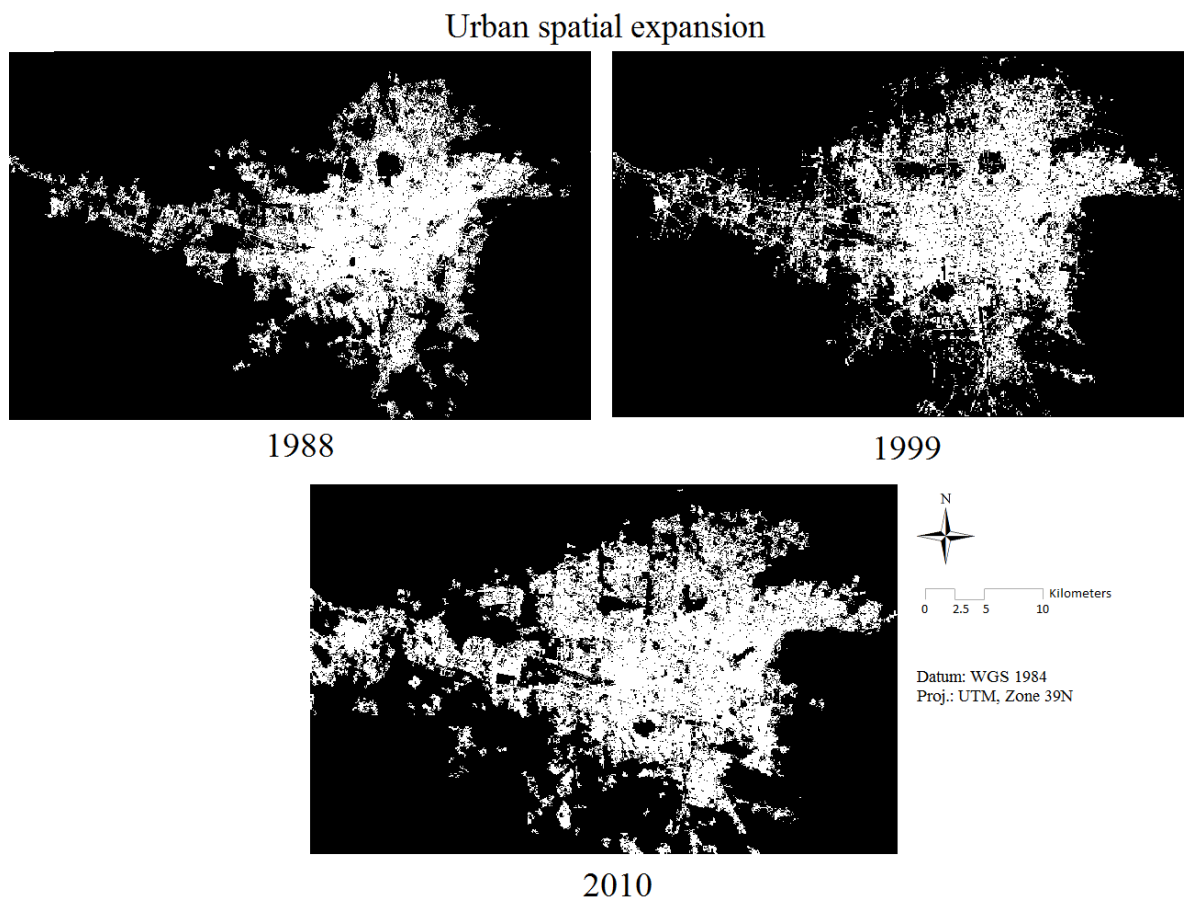 Urban spatial expansion
1988
1999
N
Kilometers
0 2.5 5 10
Datum: WGS 1984
Proj.: UTM, Zone 39N
2010